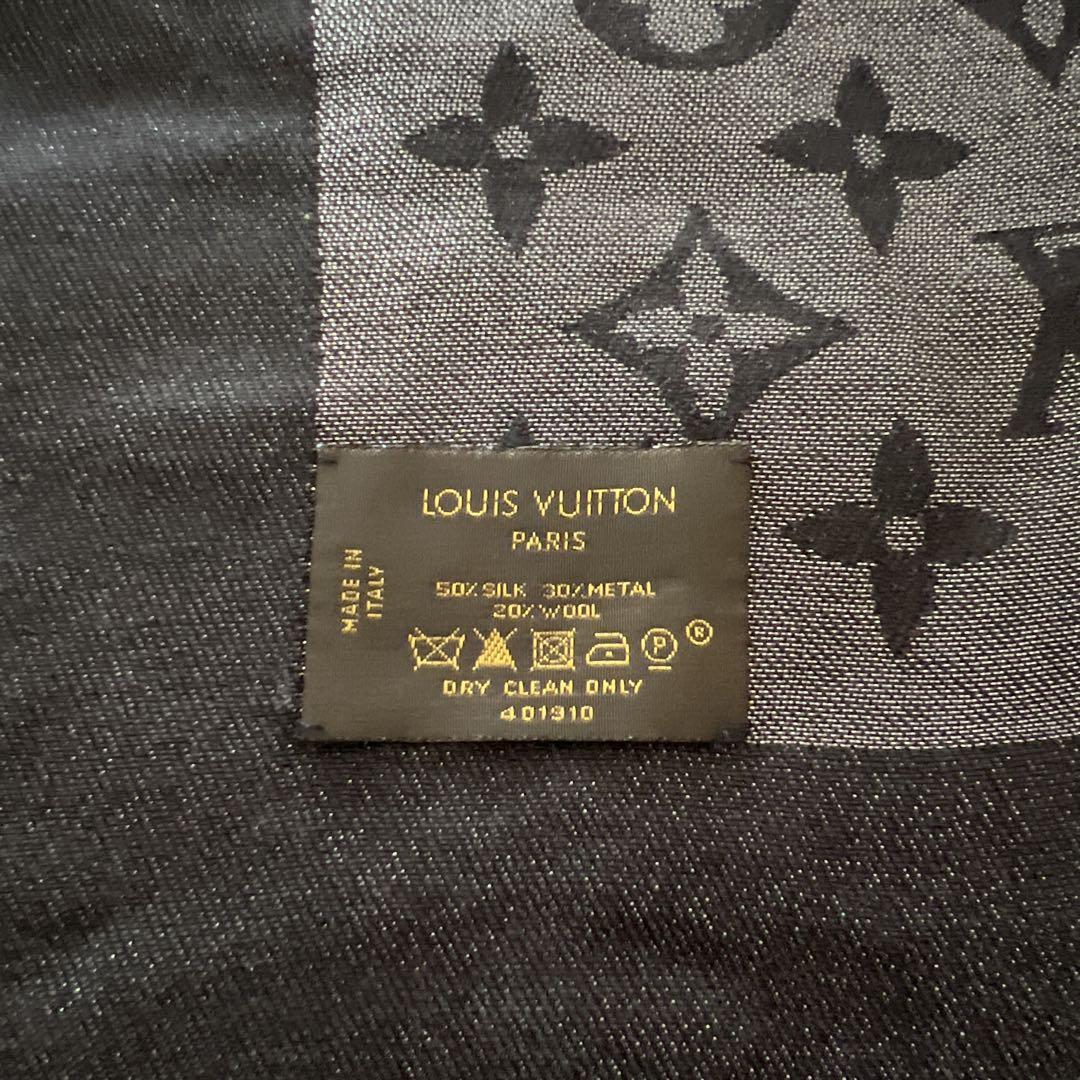 LOUIS VUITTON
PARIS
MADE IN
ITALY
50% SILK 30% METAL
20% WOOL
P ®
DRY CLEAN ONLY
401910